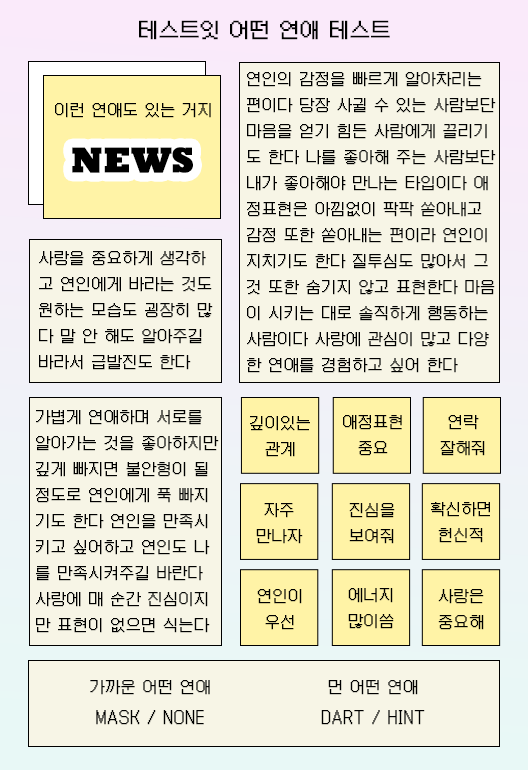 테스트잇 어떤 연애 테스트
이런 연애도 있는 거지
NEWS
연인의 감정을 빠르게 알아차리는
편이다 당장 사귈 수 있는 사람보단
마음을 얻기 힘든 사람에게 끌리기
도 한다 나를 좋아해 주는 사람보단
내가 좋아해야 만나는 타입이다 애
정표현은 아낌없이 팍팍 쏟아내고
감정 또한 쏟아내는 편이라 연인이
지치기도 한다 질투심도 많아서 그
것 또한 숨기지 않고 표현한다 마음
이 시키는 대로 솔직하게 행동하는
사람이다 사랑에 관심이 많고 다양
한 연애를 경험하고 싶어 한다
사랑을 중요하게 생각하
고 연인에게 바라는 것도
원하는 모습도 굉장히 많
다 말 안 해도 알아주길
바라서 급발진도 한다
가볍게 연애하며 서로를
알아가는 것을 좋아하지만
깊게 빠지면 불안형이 될
정도로 연인에게 푹 빠지
기도 한다 연인을 만족시
키고 싶어하고 연인도 나
를 만족시켜주길 바란다
사랑에 매 순간 진심이지
만 표현이 없으면 식는다
깊이있는
관계
애정표현
중요
연락
잘해줘
자주
만나자
진심을
보여줘
확신하면
헌신적
연인이
우선
에너지
많이씀
사랑은
중요해
가까운 어떤 연애
MASK / NONE
먼 어떤 연애
DART / HINT